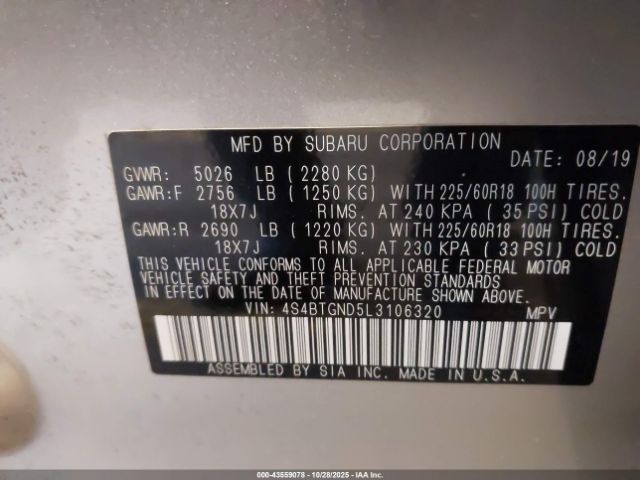 MFD BY SUBARU CORPORATION
DATE: 08/19
GVWR: 5026 LB ( 2280 KG)
GAWR:F 2756 LB ( 1250 KG) WITH 225/60R18 100H TIRES.
18X7J RIMS. AT 240 KPA ( 35 PSI) COLD
GAWR:R 2690 LB ( 1220 KG) WITH 225/60R18 100H TIRES.
18X7J RIMS. AT 230 KPA ( 33 PSI) COLD
THIS VEHICLE CONFORMS TO ALL APPLICABLE FEDERAL MOTOR
VEHICLE SAFETY AND THEFT PREVENTION STANDARDS
IN EFFECT ON THE DATE OF MANUFACTURE SHOWN ABOVE.
VIN: 4S4BTGND5L3106320 MPV
ASSEMBLED BY SIA INC. MADE IN U.S.A.
000-43559078 - 10/28/2025 - Copyright © IAA, Inc.